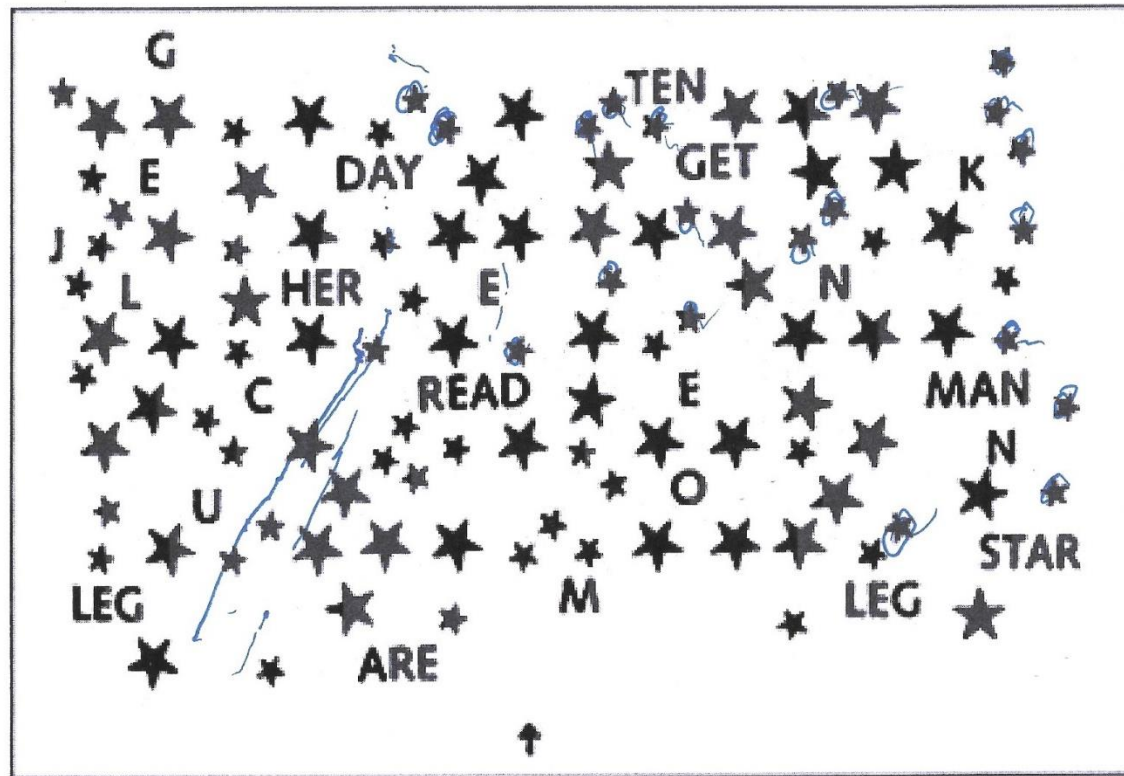 G
TEN
E DAY GET K
J
L HER E N
C READ E MAN
N
U O
STAR
LEG M LEG
ARE